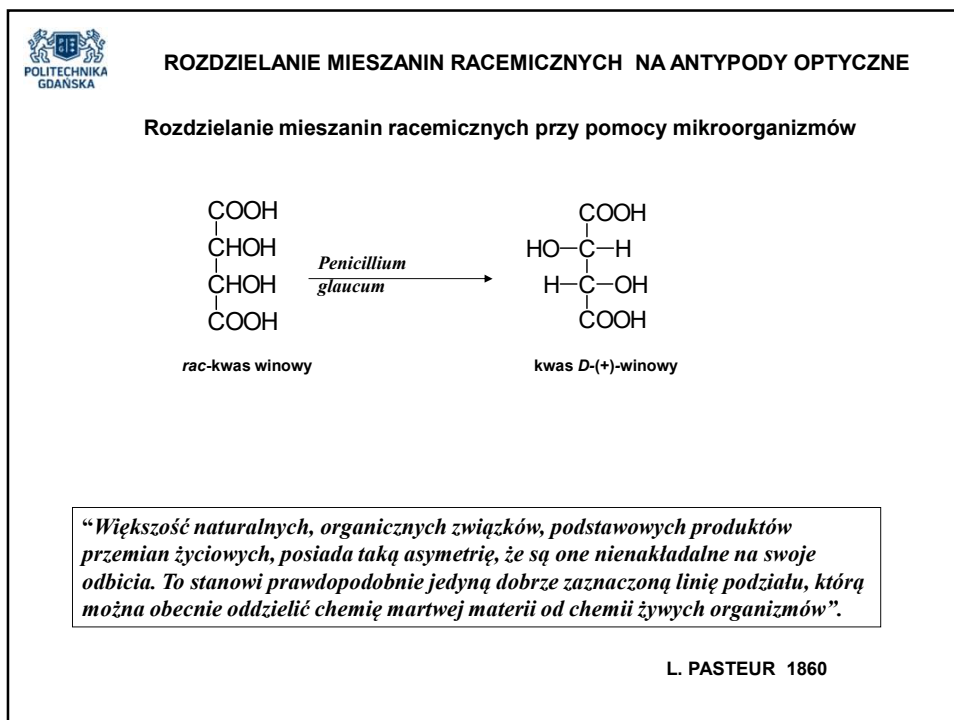 POLITECHNIKA
GDAŃSKA
ROZDZIELANIE MIESZANIN RACEMICZNYCH NA ANTYPODY OPTYCZNE
Rozdzielanie mieszanin racemicznych przy pomocy mikroorganizmów
COOH
CHOH
CHOH
COOH
Penicillium
glaucum
COOH
HO C H
H C OH
COOH
rac-kwas winowy
kwas D-(+)-winowy
“Większość naturalnych, organicznych związków, podstawowych produktów
przemian życiowych, posiada taką asymetrię, że są one nienakładalne na swoje
odbicia. To stanowi prawdopodobnie jedyną dobrze zaznaczoną linię podziału, którą
można obecnie oddzielić chemię martwej materii od chemii żywych organizmów”.
L. PASTEUR 1860